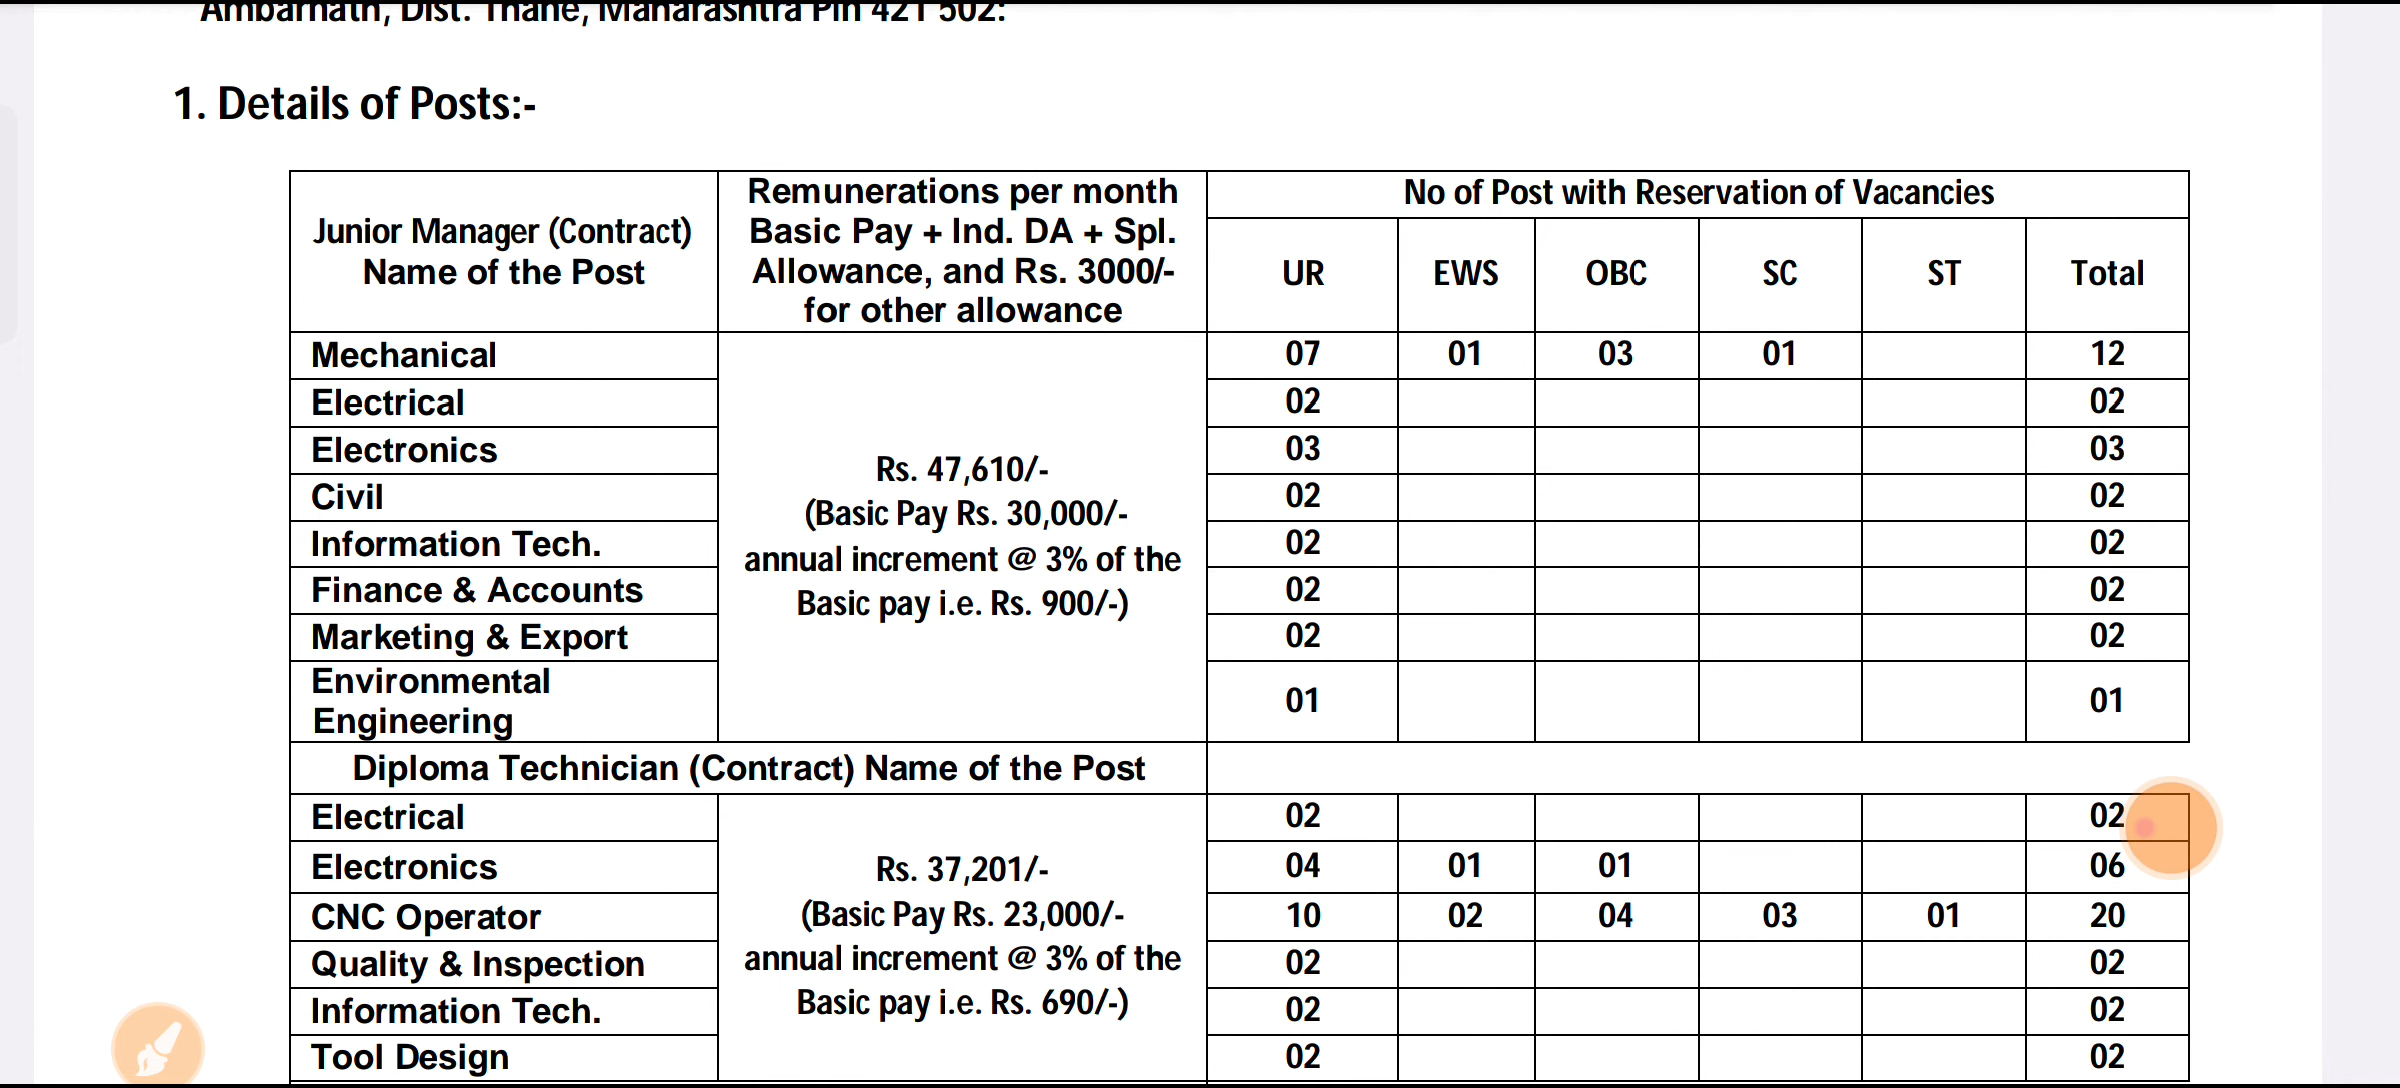 Ambarnath, Dist. Thane, Maharashtra Pin 421 502:
1. Details of Posts:-
Junior Manager (Contract)
Name of the Post
Remunerations per month
Basic Pay + Ind. DA + Spl.
Allowance, and Rs. 3000/-
for other allowance
No of Post with Reservation of Vacancies
UR EWS OBC SC ST Total
Mechanical 07 01 03 01 12
Electrical 02 02
Electronics 03 03
Civil 02 02
Information Tech. 02 02
Finance & Accounts 02 02
Marketing & Export 02 02
Environmental
Engineering 01 01
Rs. 47,610/-
(Basic Pay Rs. 30,000/-
annual increment @ 3% of the
Basic pay i.e. Rs. 900/-)
Diploma Technician (Contract) Name of the Post
Electrical 02 02
Electronics 04 01 01 06
CNC Operator 10 02 04 03 01 20
Quality & Inspection 02 02
Information Tech. 02 02
Tool Design 02 02
Rs. 37,201/-
(Basic Pay Rs. 23,000/-
annual increment @ 3% of the
Basic pay i.e. Rs. 690/-)